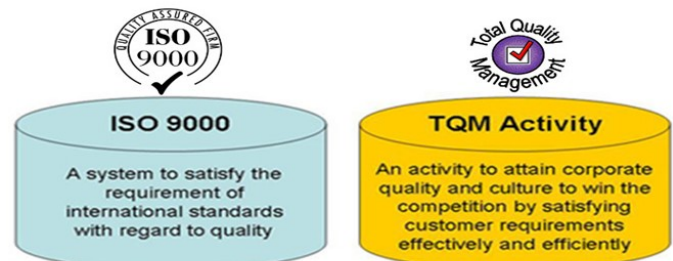 QUALITY ASSURED FIRM
ISO
9000
Total Quality
Management
ISO 9000
A system to satisfy the
requirement of
international standards
with regard to quality
TQM Activity
An activity to attain corporate
quality and culture to win the
competition by satisfying
customer requirements
effectively and efficiently